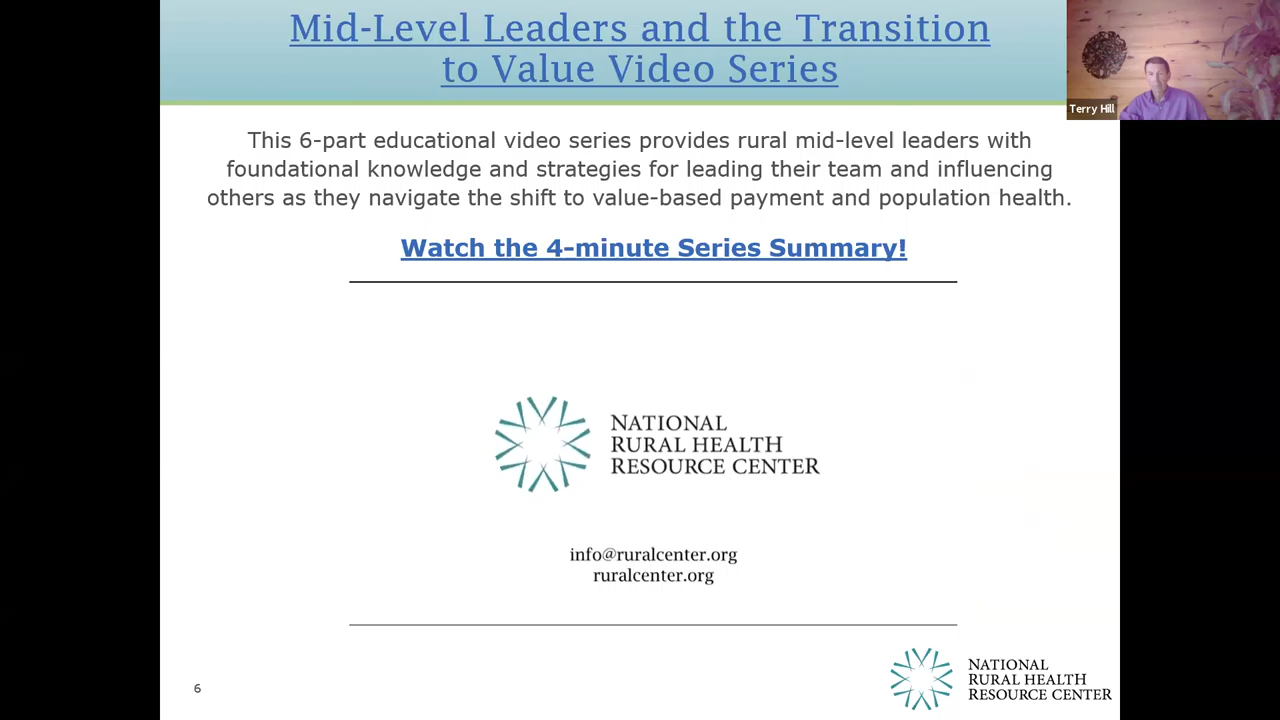 Mid-Level Leaders and the Transition
to Value Video Series
Terry Hill
This 6-part educational video series provides rural mid-level leaders with
foundational knowledge and strategies for leading their team and influencing
others as they navigate the shift to value-based payment and population health.
Watch the 4-minute Series Summary!
NATIONAL
RURAL HEALTH
RESOURCE CENTER
info@ruralcenter.org
ruralcenter.org
6
NATIONAL
RURAL HEALTH
RESOURCE CENTER